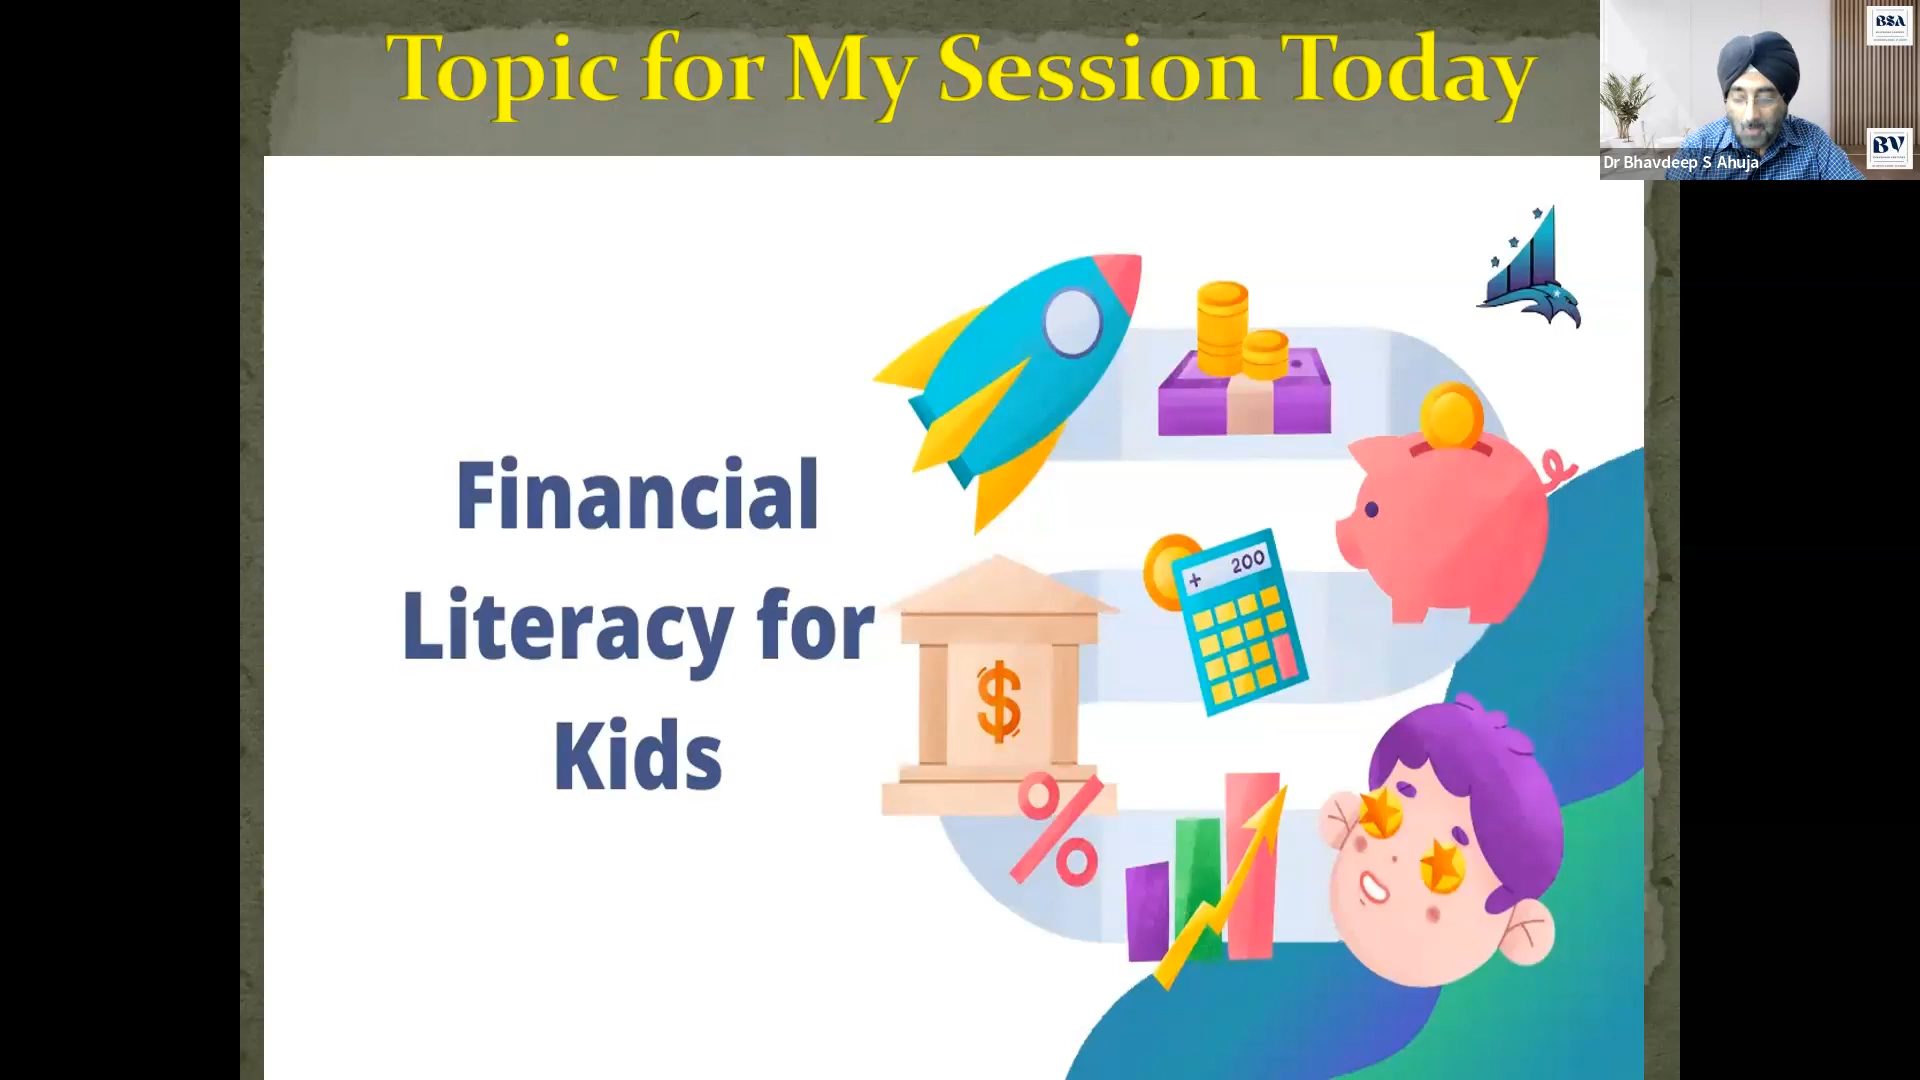 Topic for My Session Today
BSA
Dr Bhavdeep S Ahuja
BV
Financial
Literacy for
Kids
+ 200
$
%